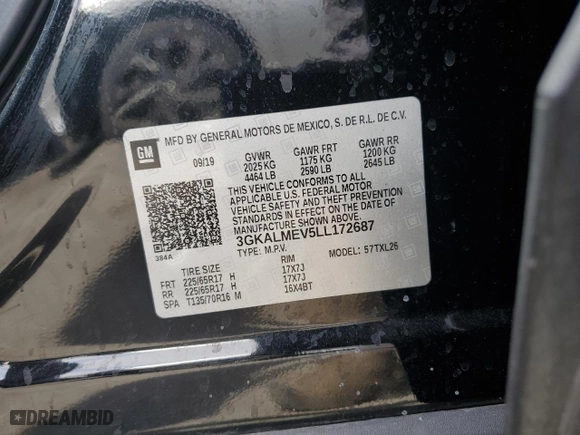 MFD BY GENERAL MOTORS DE MEXICO, S. DE R.L. DE C.V.
GM
09/19 GVWR GAWR FRT GAWR RR
2025 KG 1175 KG 1200 KG
4464 LB 2590 LB 2645 LB
THIS VEHICLE CONFORMS TO ALL
APPLICABLE U.S. FEDERAL MOTOR
VEHICLE SAFETY AND THEFT PREVENTION
STANDARDS IN EFFECT ON THE DATE OF
MANUFACTURE SHOWN ABOVE.
3GKALMEV5LL172687
384A TYPE: M.P.V. MODEL: 57TXL26
TIRE SIZE RIM
FRT 225/65R17 H 17X7J
RR 225/65R17 H 17X7J
SPA T135/70R16 M 16X4BT
DREAMBID